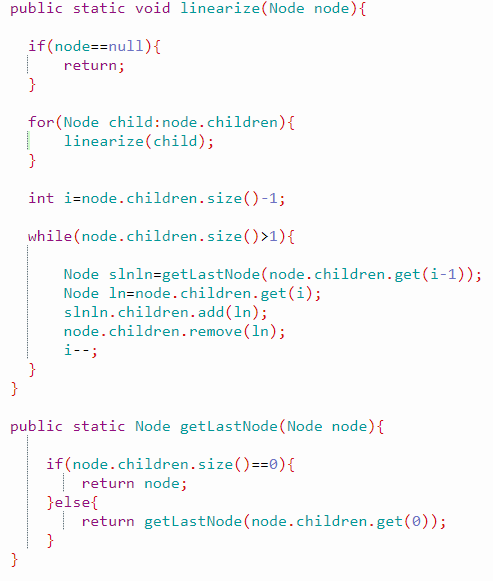 public static void linearize(Node node){
if(node==null){
return;
}
for(Node child:node.children){
linearize(child);
}
int i=node.children.size()-1;
while(node.children.size()>1){
Node slnln=getLastNode(node.children.get(i-1));
Node ln=node.children.get(i);
slnln.children.add(ln);
node.children.remove(ln);
i--;
}
}
public static Node getLastNode(Node node){
if(node.children.size()==0){
return node;
}else{
return getLastNode(node.children.get(0));
}
}